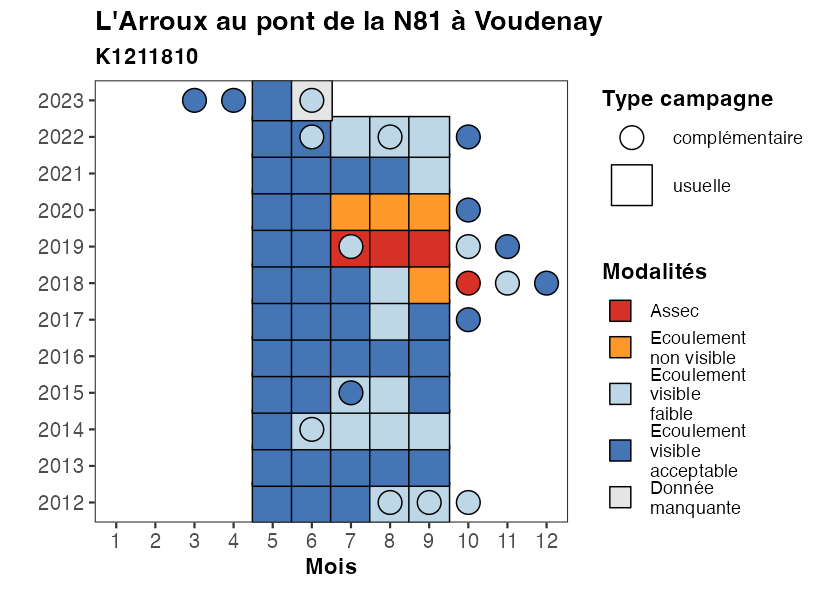 L'Arroux au pont de la N81 à Voudenay
K1211810
2023
2022
2021
2020
2019
2018
2017
2016
2015
2014
2013
2012
1 2 3 4 5 6 7 8 9 10 11 12
Mois
Type campagne
complémentaire
usuelle
Modalités
Assec
Ecoulement
non visible
Ecoulement
visible
faible
Ecoulement
visible
acceptable
Donnée
manquante